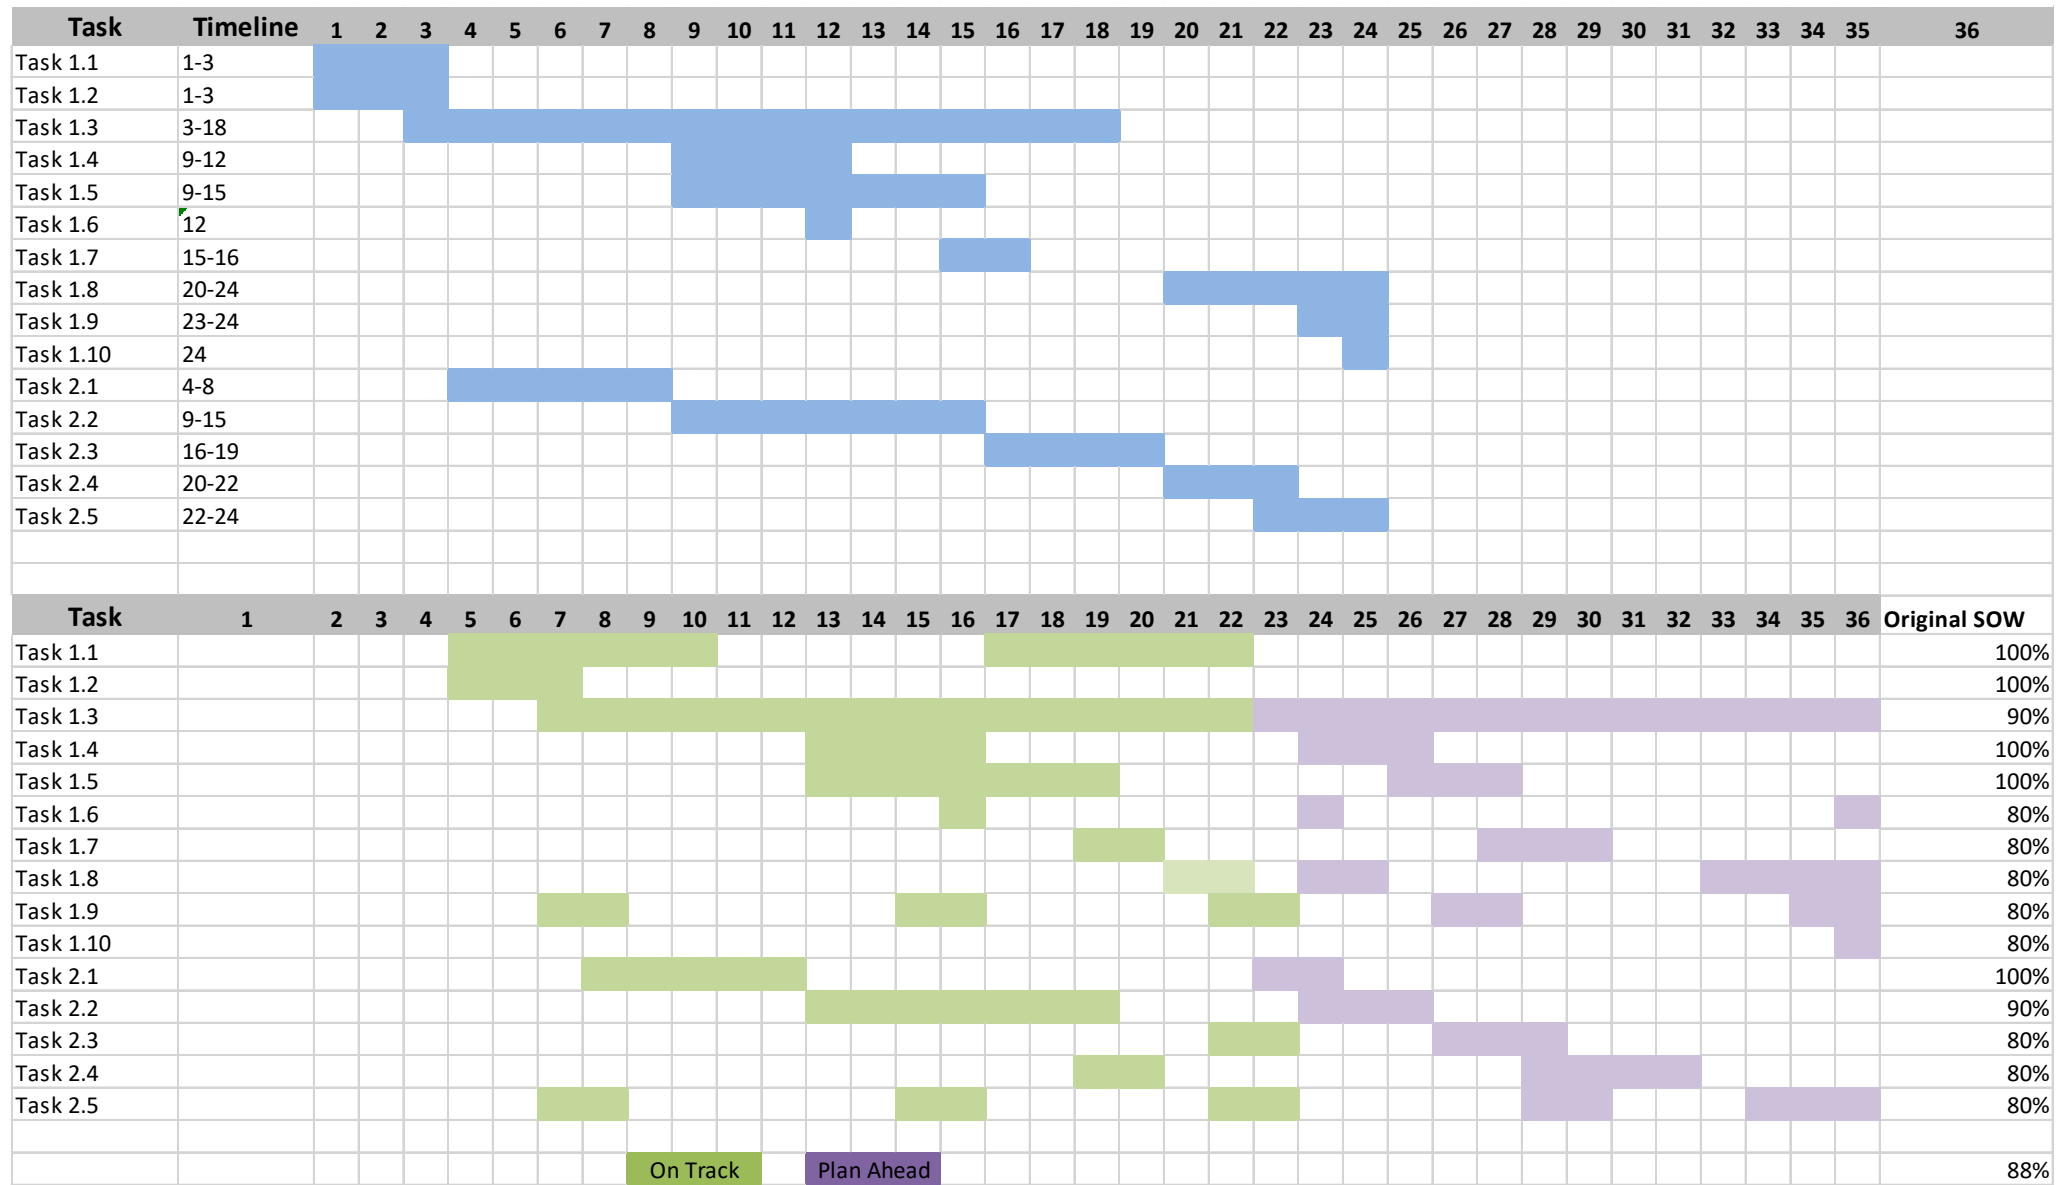 Task Timeline 1 2 3 4 5 6 7 8 9 10 11 12 13 14 15 16 17 18 19 20 21 22 23 24 25 26 27 28 29 30 31 32 33 34 35 36
Task 1.1 1-3
Task 1.2 1-3
Task 1.3 3-18
Task 1.4 9-12
Task 1.5 9-15
Task 1.6 12
Task 1.7 15-16
Task 1.8 20-24
Task 1.9 23-24
Task 1.10 24
Task 2.1 4-8
Task 2.2 9-15
Task 2.3 16-19
Task 2.4 20-22
Task 2.5 22-24
Task 1 2 3 4 5 6 7 8 9 10 11 12 13 14 15 16 17 18 19 20 21 22 23 24 25 26 27 28 29 30 31 32 33 34 35 36 Original SOW
Task 1.1 100%
Task 1.2 100%
Task 1.3 90%
Task 1.4 100%
Task 1.5 100%
Task 1.6 80%
Task 1.7 80%
Task 1.8 80%
Task 1.9 80%
Task 1.10 80%
Task 2.1 100%
Task 2.2 90%
Task 2.3 80%
Task 2.4 80%
Task 2.5 80%
On Track Plan Ahead 88%